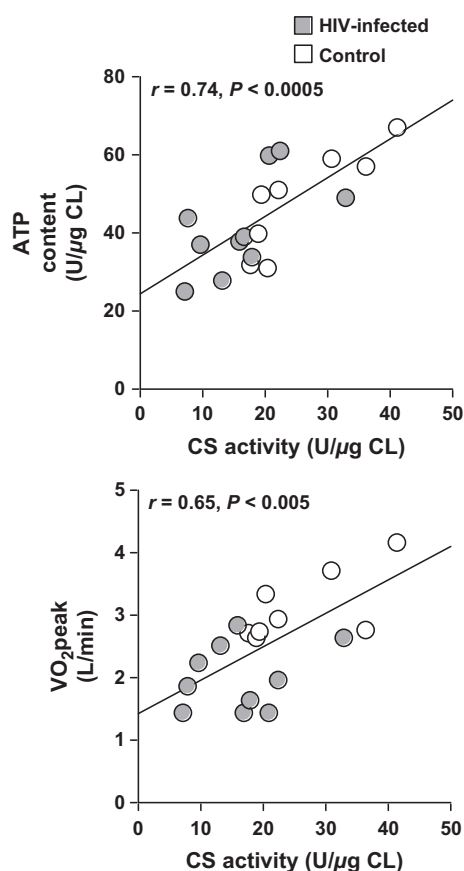 HIV-infected
Control
r = 0.74, P < 0.0005
80
60
40
20
0
ATP
content
(U/µg CL)
0 10 20 30 40 50
CS activity (U/µg CL)
r = 0.65, P < 0.005
5
4
3
2
1
0
VO₂peak
(L/min)
0 10 20 30 40 50
CS activity (U/µg CL)